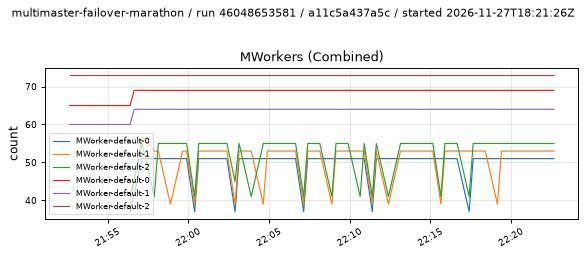 multimaster-failover-marathon / run 46048653581 / a11c5a437a5c / started 2026-11-27T18:21:26Z
MWorkers (Combined)
count
70
60
50
40
MWorker-default-0
MWorker-default-1
MWorker-default-2
MWorker-default-0
MWorker-default-1
MWorker-default-2
21:55
22:00
22:05
22:10
22:15
22:20